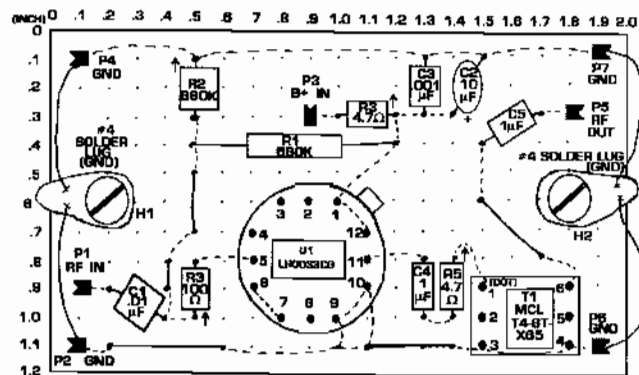 (INCH)
0 .1 .2 .3 .4 .5 .6 .7 .8 .9 1.0 1.1 1.2 1.3 1.4 1.5 1.6 1.7 1.8 1.9 2.0
0
.1
.2
.3
.4
.5
.6
.7
.8
.9
1.0
1.1
1.2
P4
GND
R2
680K
P3
B+ IN
R3
4.7Ω
C3
.001
µF
C2
10
µF
+
P7
GND
C5
.1µF
P5
RF
OUT
R1
680K
#4
SOLDER
LUG
(GND)
H1
#4 SOLDER LUG
(GND)
H2
3 2 1
4 12
5 11
6 10
7 8 9
U1
LH0032CG
P1
RF IN
C1
.01
µF
R3
100
Ω
C4
.1
µF
R5
4.7
Ω
(DOT)
1 6
2 5
3 4
T1
MCL
T4-6T-
X65
P2 GND
P6
GND